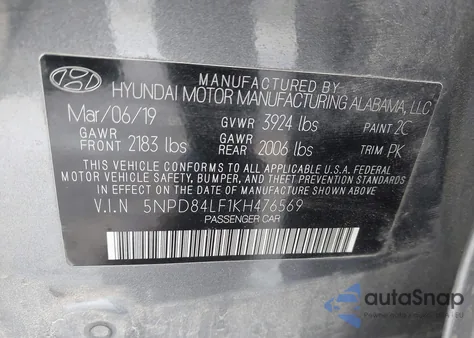 MANUFACTURED BY
HYUNDAI MOTOR MANUFACTURING ALABAMA, LLC
Mar/06/19 GVWR 3924 lbs PAINT 2C
GAWR FRONT 2183 lbs GAWR REAR 2006 lbs TRIM PK
THIS VEHICLE CONFORMS TO ALL APPLICABLE U.S.A FEDERAL
MOTOR VEHICLE SAFETY, BUMPER, AND THEFT PREVENTION STANDARDS
IN EFFECT ON THE DATE OF MANUFACTURE SHOWN ABOVE.
V.I.N 5NPD84LF1KH476569
PASSENGER CAR
autoSnap